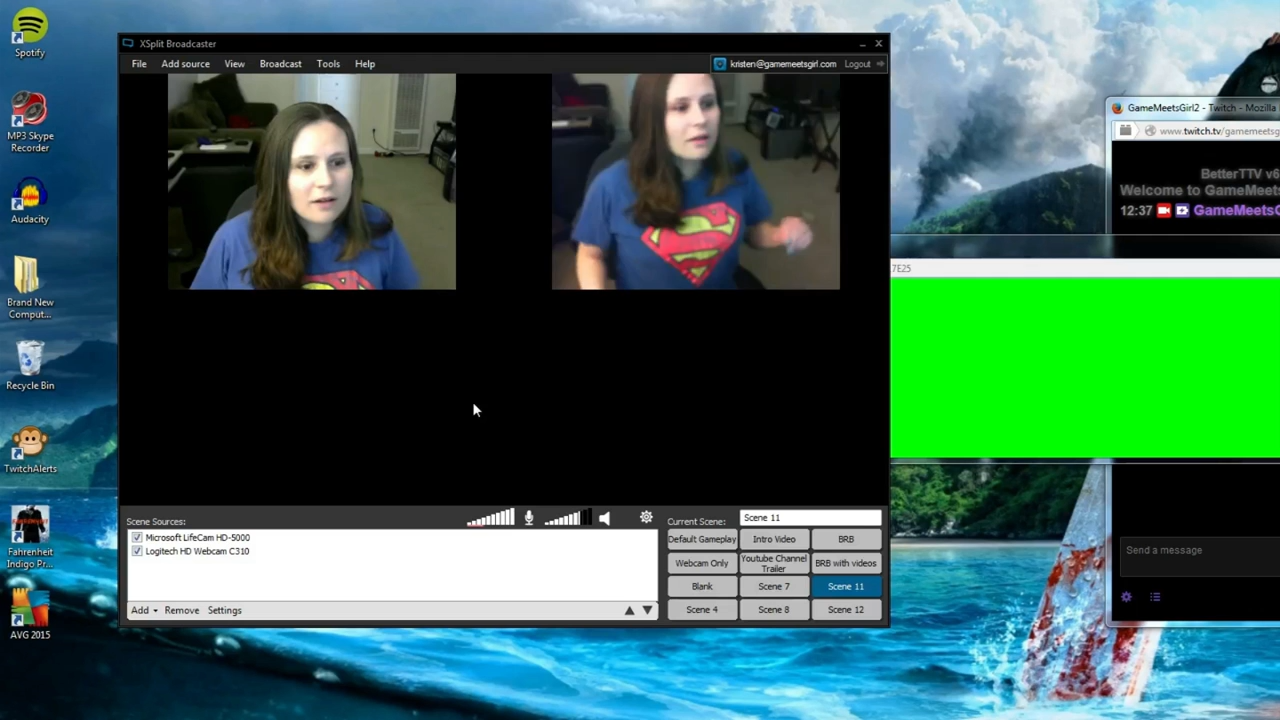 Spotify
MP3 Skype
Recorder
Audacity
Brand New
Comput...
Recycle Bin
TwitchAlerts
Fahrenheit
Indigo Pr...
AVG 2015
XSplit Broadcaster
File Add source View Broadcast Tools Help
kristen@gamemeetsgirl.com Logout
Scene Sources:
Microsoft LifeCam HD-5000
Logitech HD Webcam C310
Add Remove Settings
Current Scene: Scene 11
Default Gameplay Intro Video BRB
Webcam Only Youtube Channel Trailer BRB with videos
Blank Scene 7 Scene 11
Scene 4 Scene 8 Scene 12
GameMeetsGirl2 - Twitch - Mozilla
www.twitch.tv/gamemeetsg
BetterTTV v6
Welcome to GameMeets
12:37 GameMeetsG
7E25
Send a message